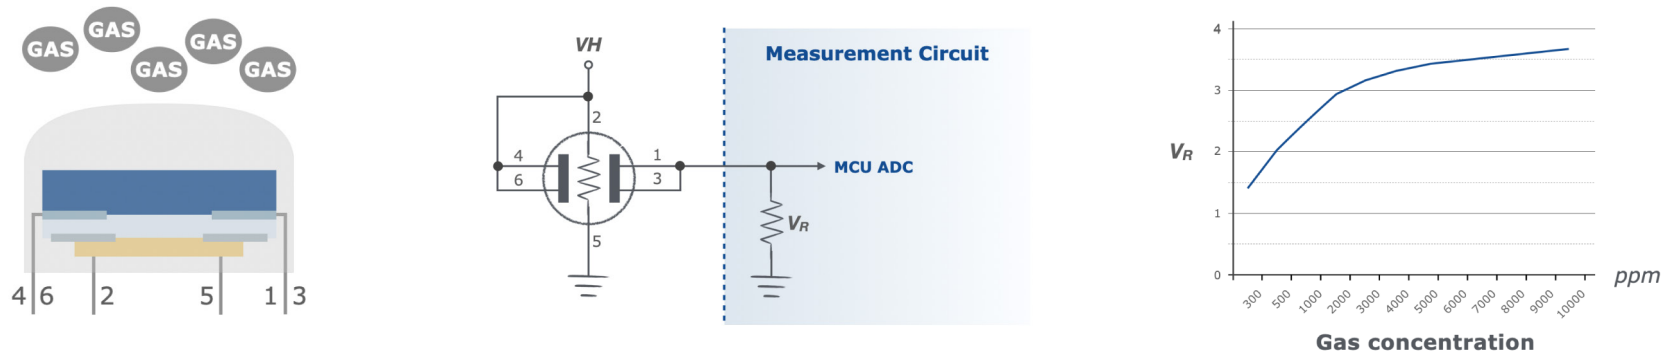 GAS
GAS
GAS
GAS
GAS
4 6 2 5 1 3
VH
2
4
6
1
3
5
Measurement Circuit
MCU ADC
VR
VR
4
3
2
1
0
300 500 1000 2000 3000 4000 5000 6000 7000 8000 9000 10000
ppm
Gas concentration